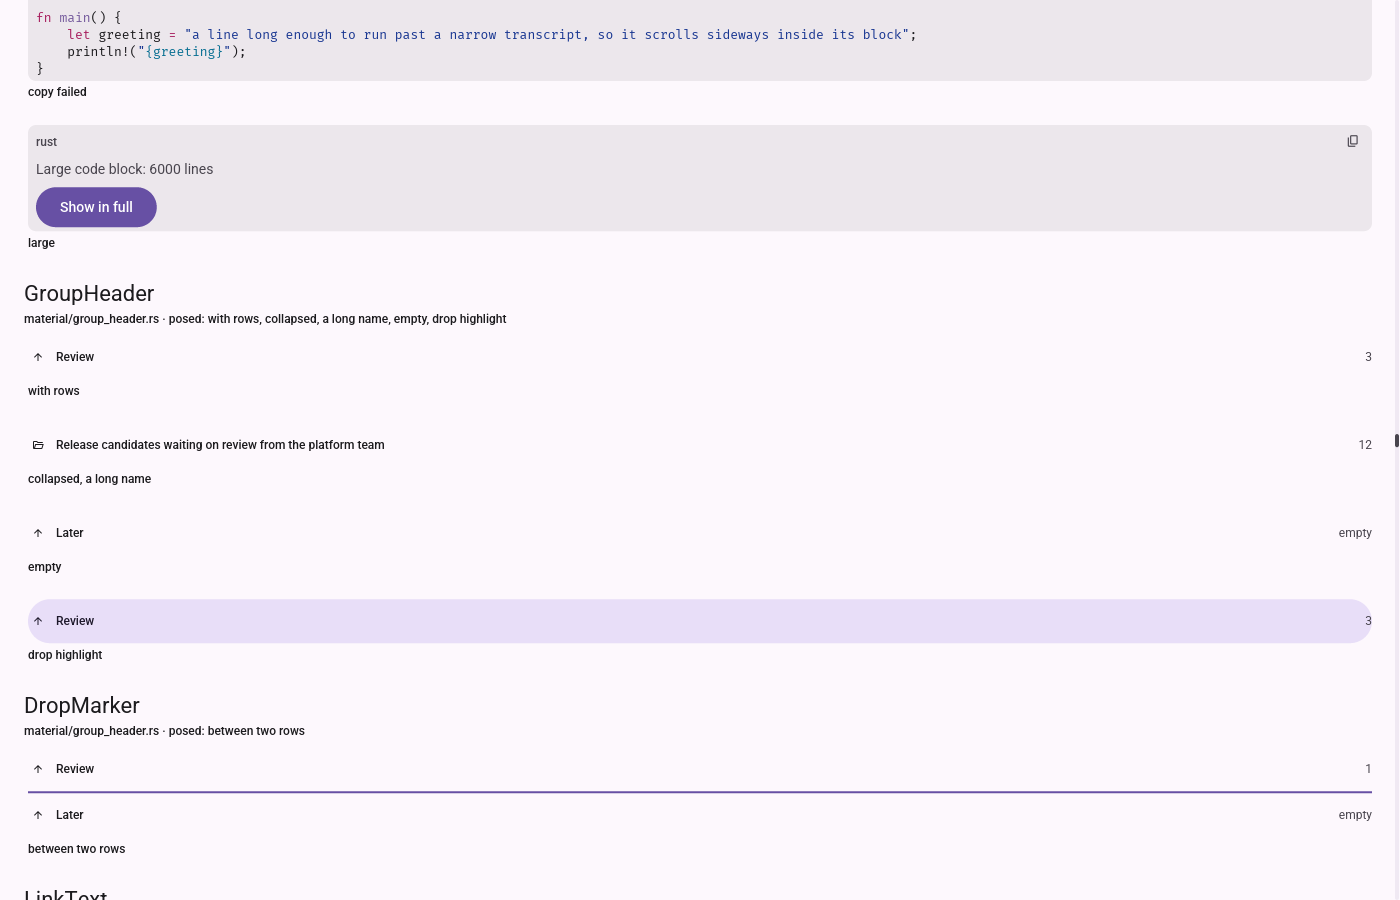 fn main() {
    let greeting = "a line long enough to run past a narrow transcript, so it scrolls sideways inside its block";
    println!("{greeting}");
}
copy failed
rust
Large code block: 6000 lines
Show in full
large
GroupHeader
material/group_header.rs · posed: with rows, collapsed, a long name, empty, drop highlight
Review 3
with rows
Release candidates waiting on review from the platform team 12
collapsed, a long name
Later empty
empty
Review 3
drop highlight
DropMarker
material/group_header.rs · posed: between two rows
Review 1
Later empty
between two rows
LinkText